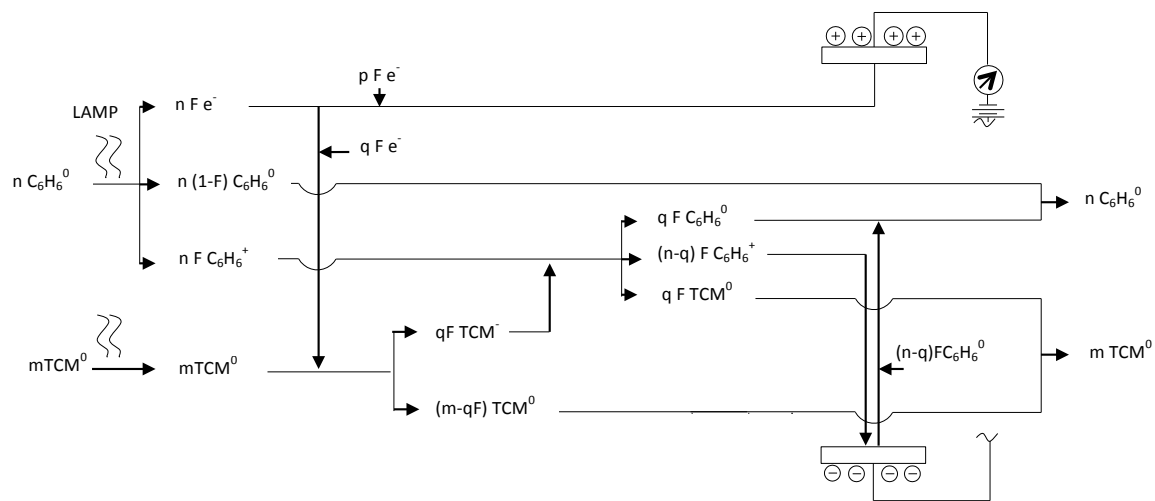 p F e⁻
LAMP
n F e⁻
q F e⁻
n C₆H₆⁰
n (1-F) C₆H₆⁰
n C₆H₆⁰
q F C₆H₆⁰
n F C₆H₆⁺
(n-q) F C₆H₆⁺
q F TCM⁰
qF TCM⁻
(n-q)FC₆H₆⁰
m TCM⁰
mTCM⁰
mTCM⁰
(m-qF) TCM⁰